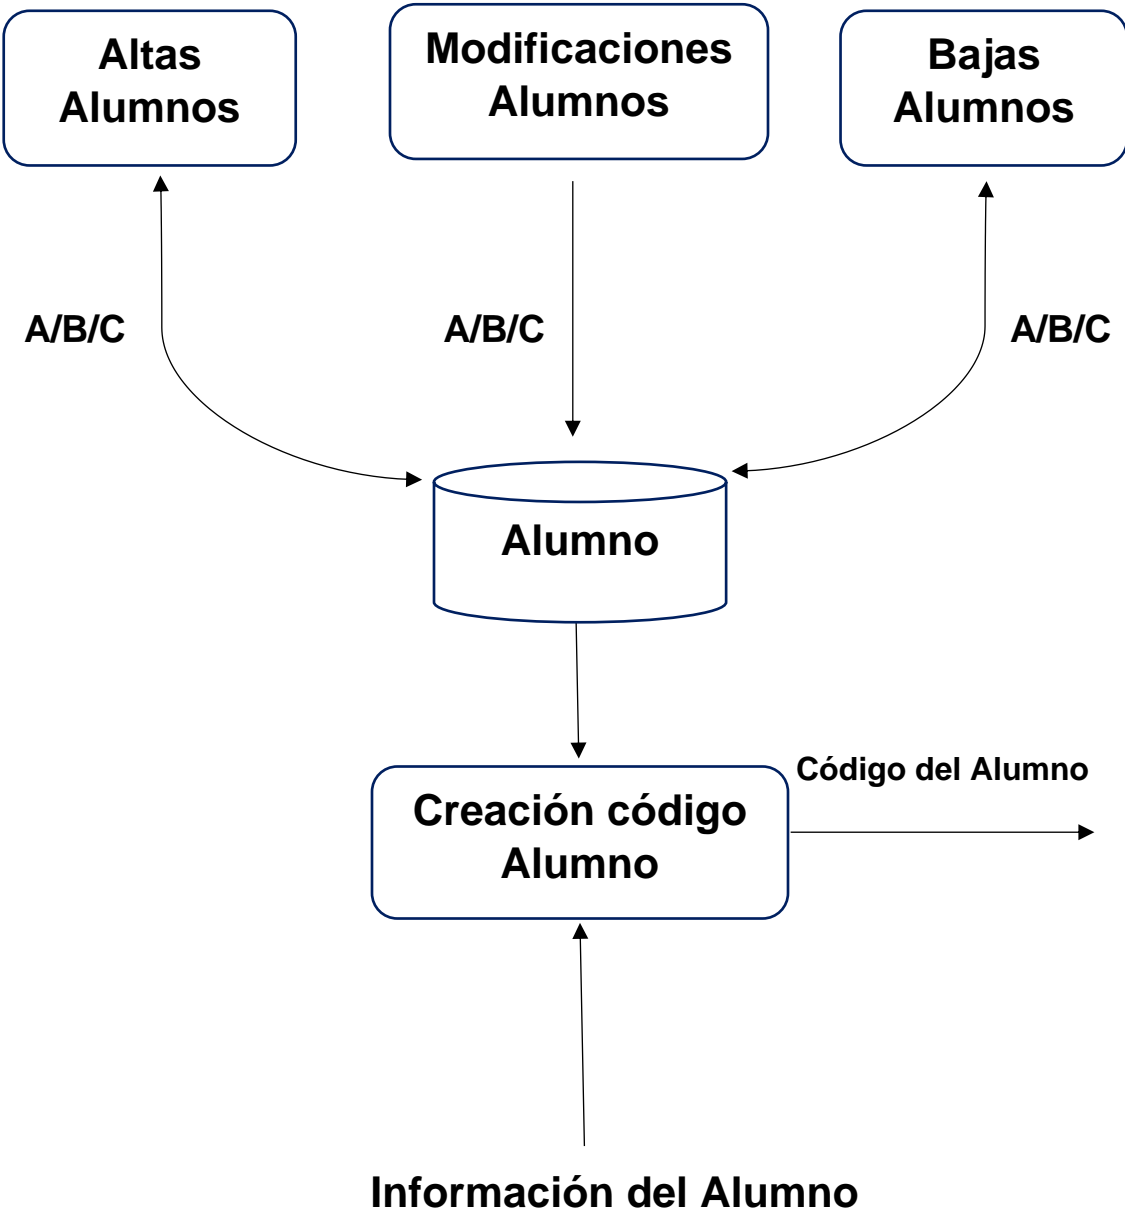 Altas
Alumnos
Modificaciones
Alumnos
Bajas
Alumnos
A/B/C
A/B/C
A/B/C
Alumno
Código del Alumno
Creación código
Alumno
Información del Alumno